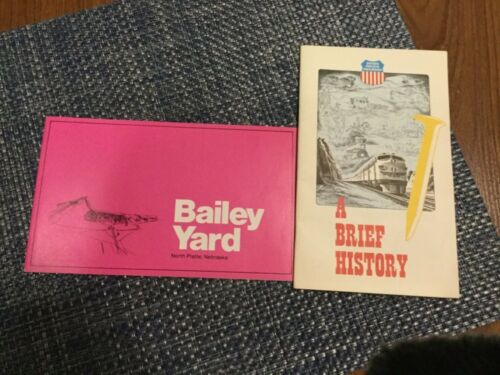 Bailey
Yard
North Platte, Nebraska
A
BRIEF
HISTORY